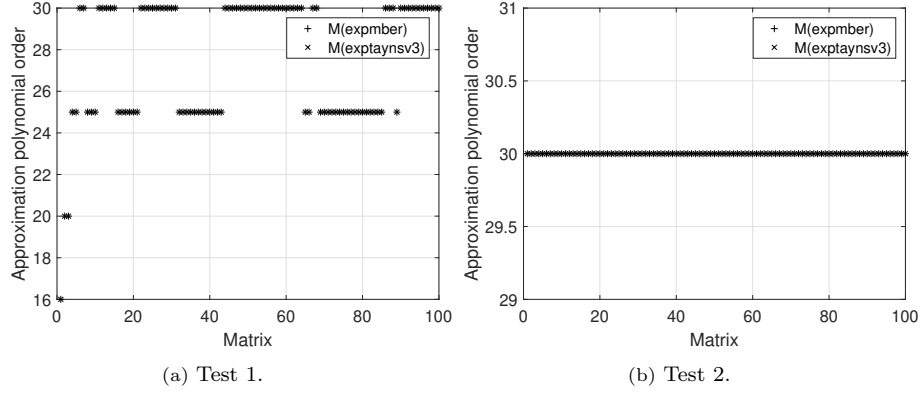 30
28
26
24
22
20
18
16
Approximation polynomial order
M(expmber)
M(exptaynsv3)
0 20 40 60 80 100
Matrix
(a) Test 1.
31
30.5
30
29.5
29
Approximation polynomial order
M(expmber)
M(exptaynsv3)
0 20 40 60 80 100
Matrix
(b) Test 2.